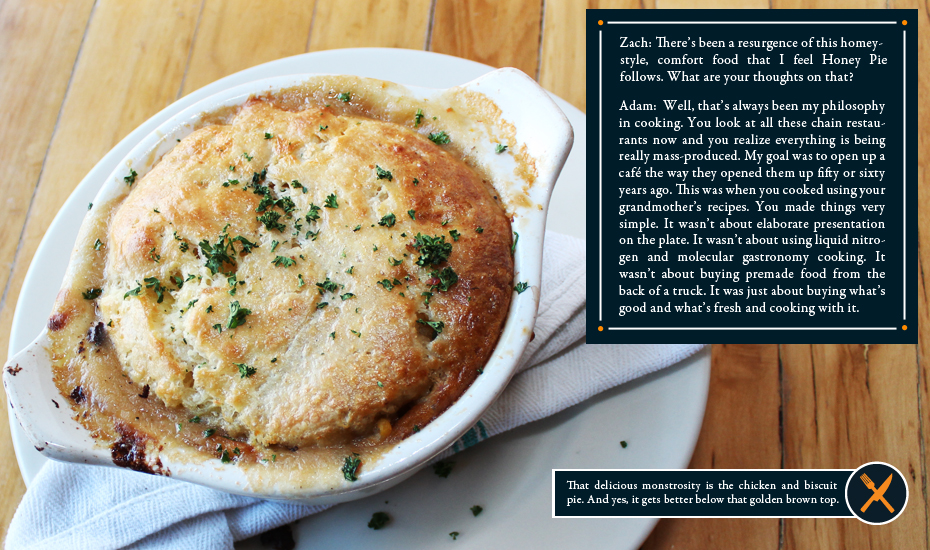 Zach: There's been a resurgence of this homey-
style, comfort food that I feel Honey Pie
follows. What are your thoughts on that?
Adam: Well, that's always been my philosophy
in cooking. You look at all these chain restau-
rants now and you realize everything is being
really mass-produced. My goal was to open up a
café the way they opened them up fifty or sixty
years ago. This was when you cooked using your
grandmother's recipes. You made things very
simple. It wasn't about elaborate presentation
on the plate. It wasn't about using liquid nitro-
gen and molecular gastronomy cooking. It
wasn't about buying premade food from the
back of a truck. It was just about buying what's
good and what's fresh and cooking with it.
That delicious monstrosity is the chicken and biscuit
pie. And yes, it gets better below that golden brown top.